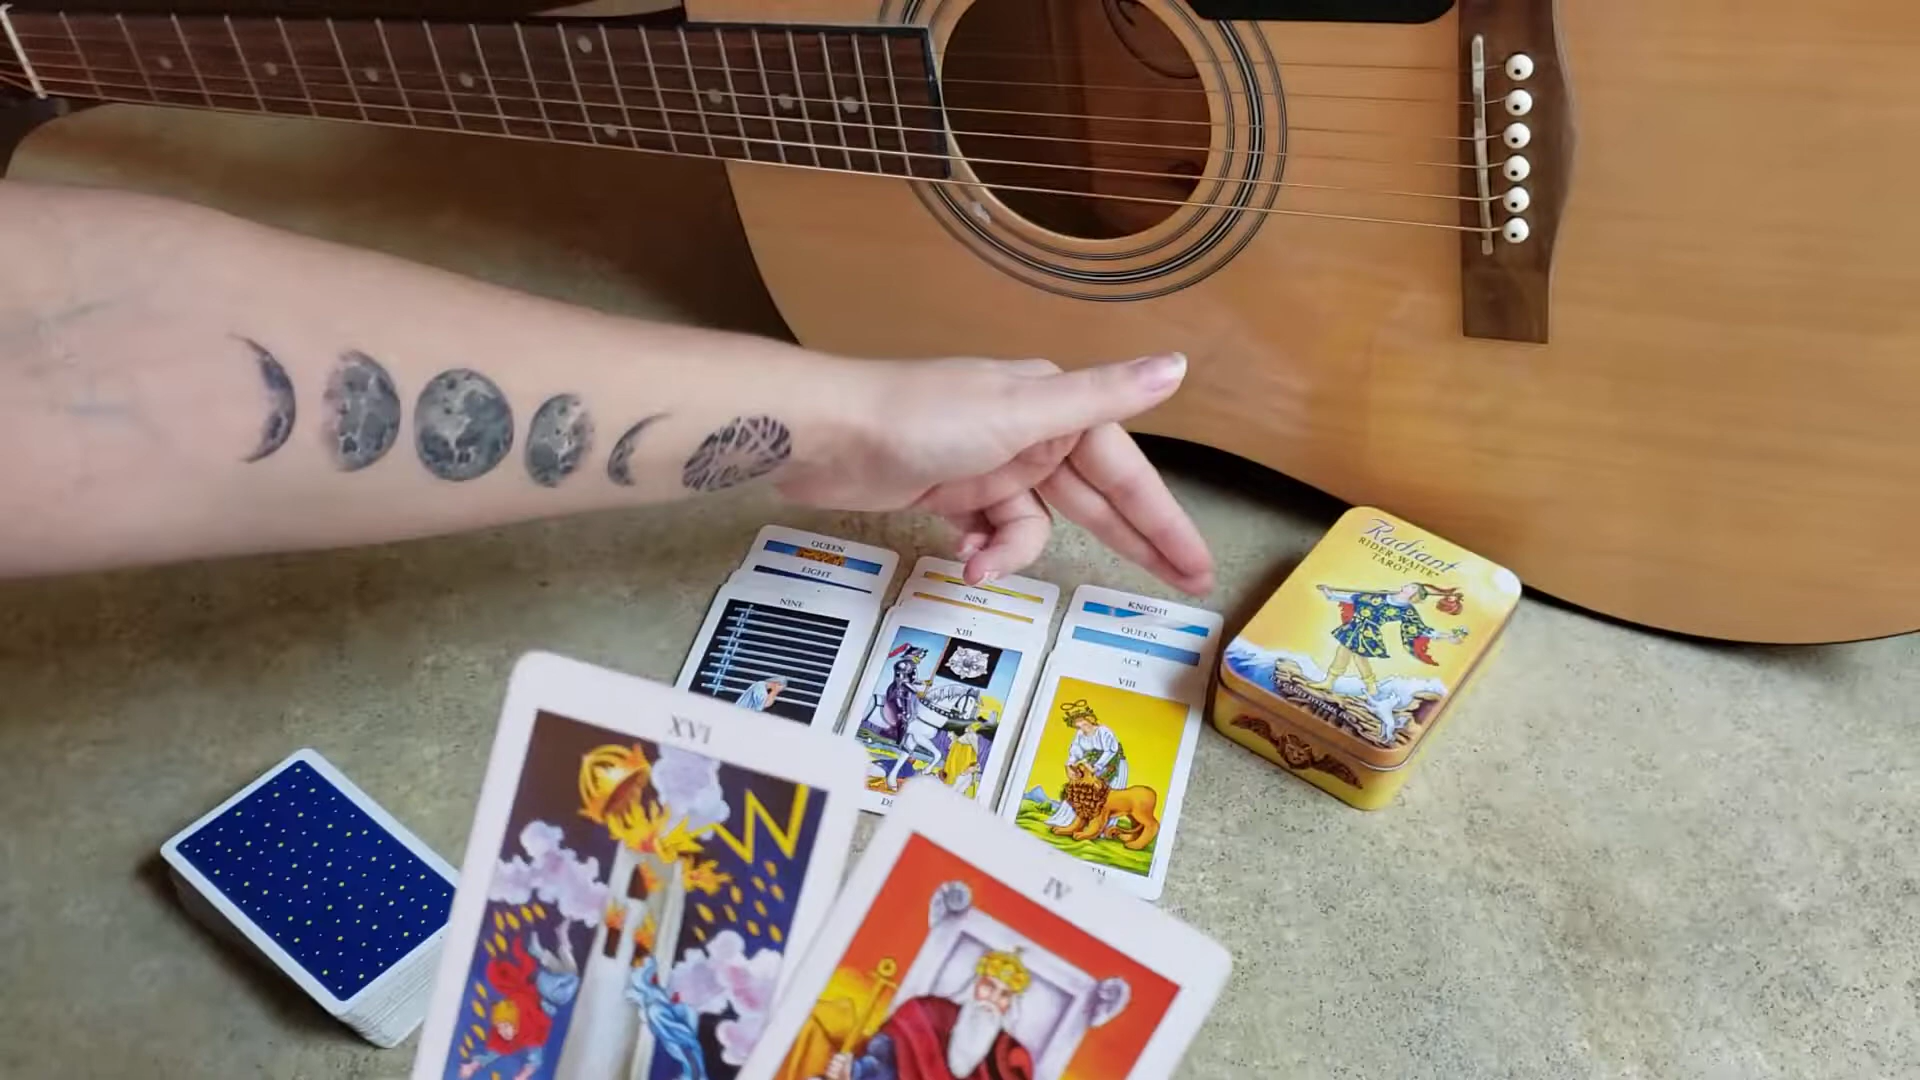 QUEEN
EIGHT
NINE
NINE
XIII
KNIGHT
QUEEN
ACE
VIII
Radiant
RIDER-WAITE
TAROT
XVI
IV